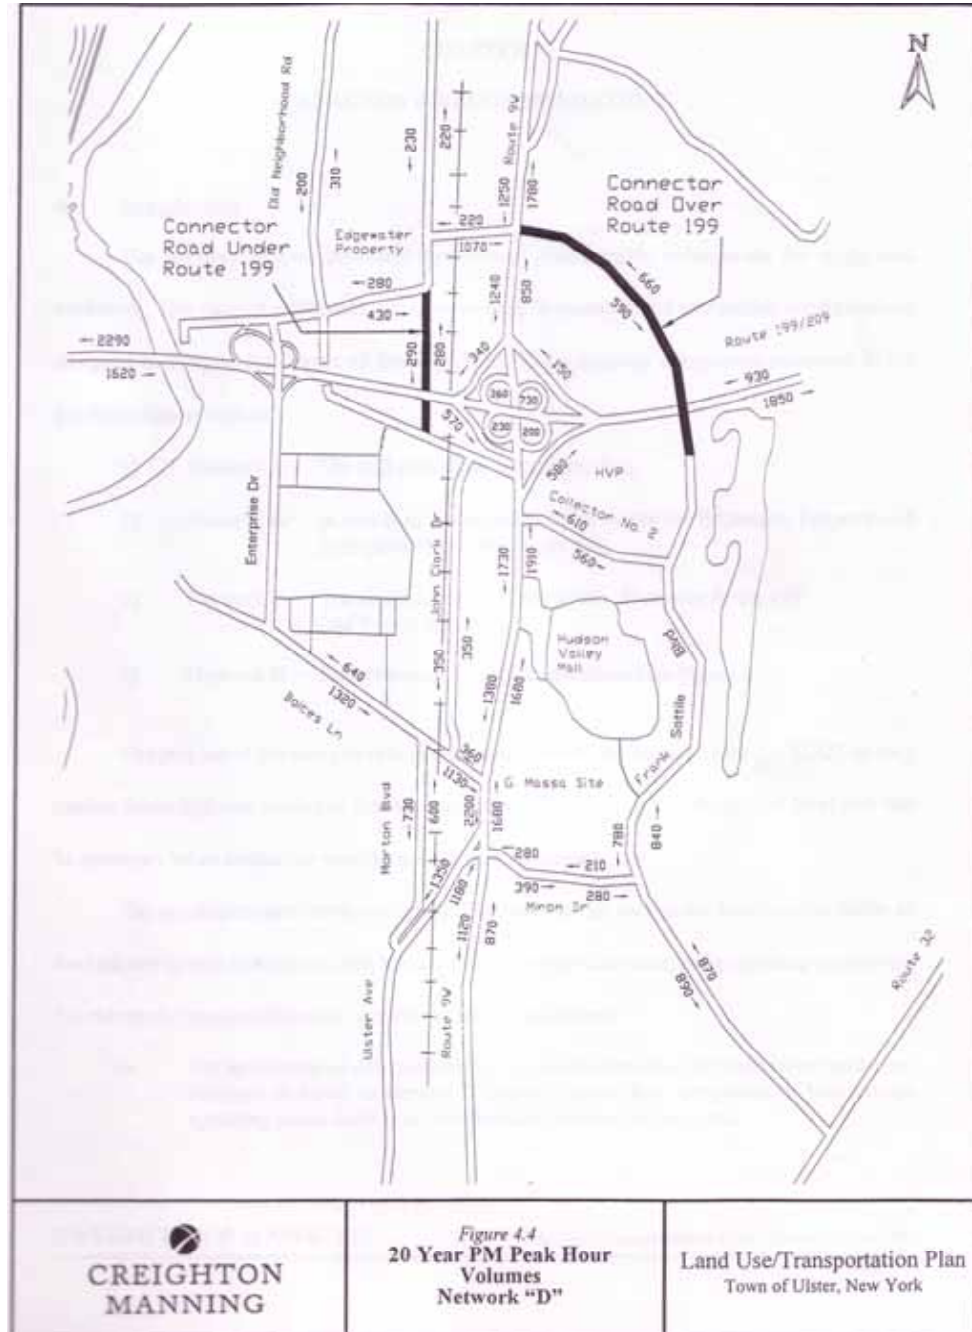 N
Old Neighborhood Rd
200
310
230
220
Route 9W
1250
1780
Connector
Road Over
Route 199
Connector
Road Under
Route 199
Edgewater
Property
220
1070
280
430
1240
850
660
590
Route 199/209
2290
1620
290
280
340
150
930
1850
360
730
230
200
570
580
HVP
Enterprise Dr
Collector No. 2
610
560
John Clark Dr
1730
1910
350
350
Hudson
Valley
Mall
Frank Sottile Blvd
640
1320
Boices Ln
1380
1680
560
1130
G Massa Site
Morton Blvd
730
600
2200
1680
780
840
280
210
390
280
Miron Dr
1350
1180
1120
870
Ulster Ave
Route 9W
870
890
Route 32
CREIGHTON
MANNING
Figure 4.4
20 Year PM Peak Hour
Volumes
Network “D”
Land Use/Transportation Plan
Town of Ulster, New York